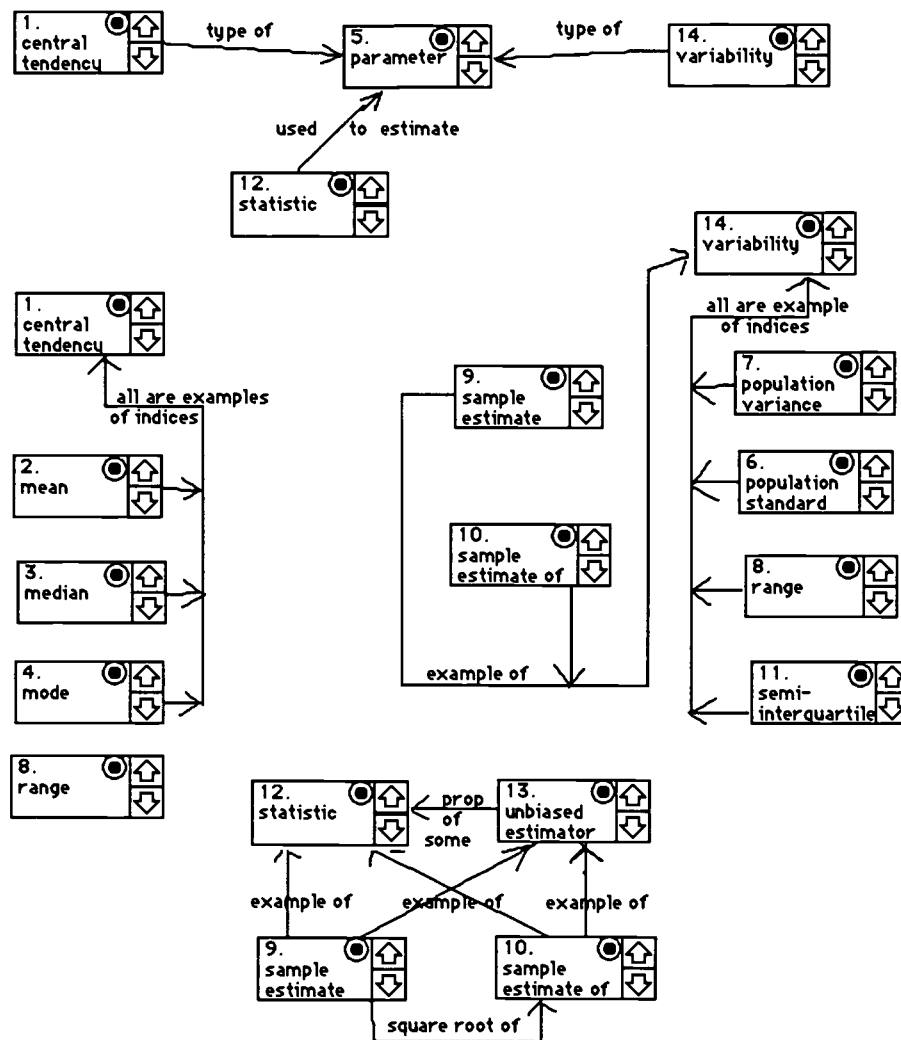 1.
central
tendency
type of
5.
parameter
type of
14.
variability
used to estimate
12.
statistic
14.
variability
1.
central
tendency
all are example
of indices
9.
sample
estimate
7.
population
variance
all are examples
of indices
2.
mean
6.
population
standard
10.
sample
estimate of
3.
median
8.
range
4.
mode
example of
11.
semi-
interquartile
8.
range
12.
statistic
prop
of
some
13.
unbiased
estimator
example of
example of
example of
9.
sample
estimate
10.
sample
estimate of
square root of